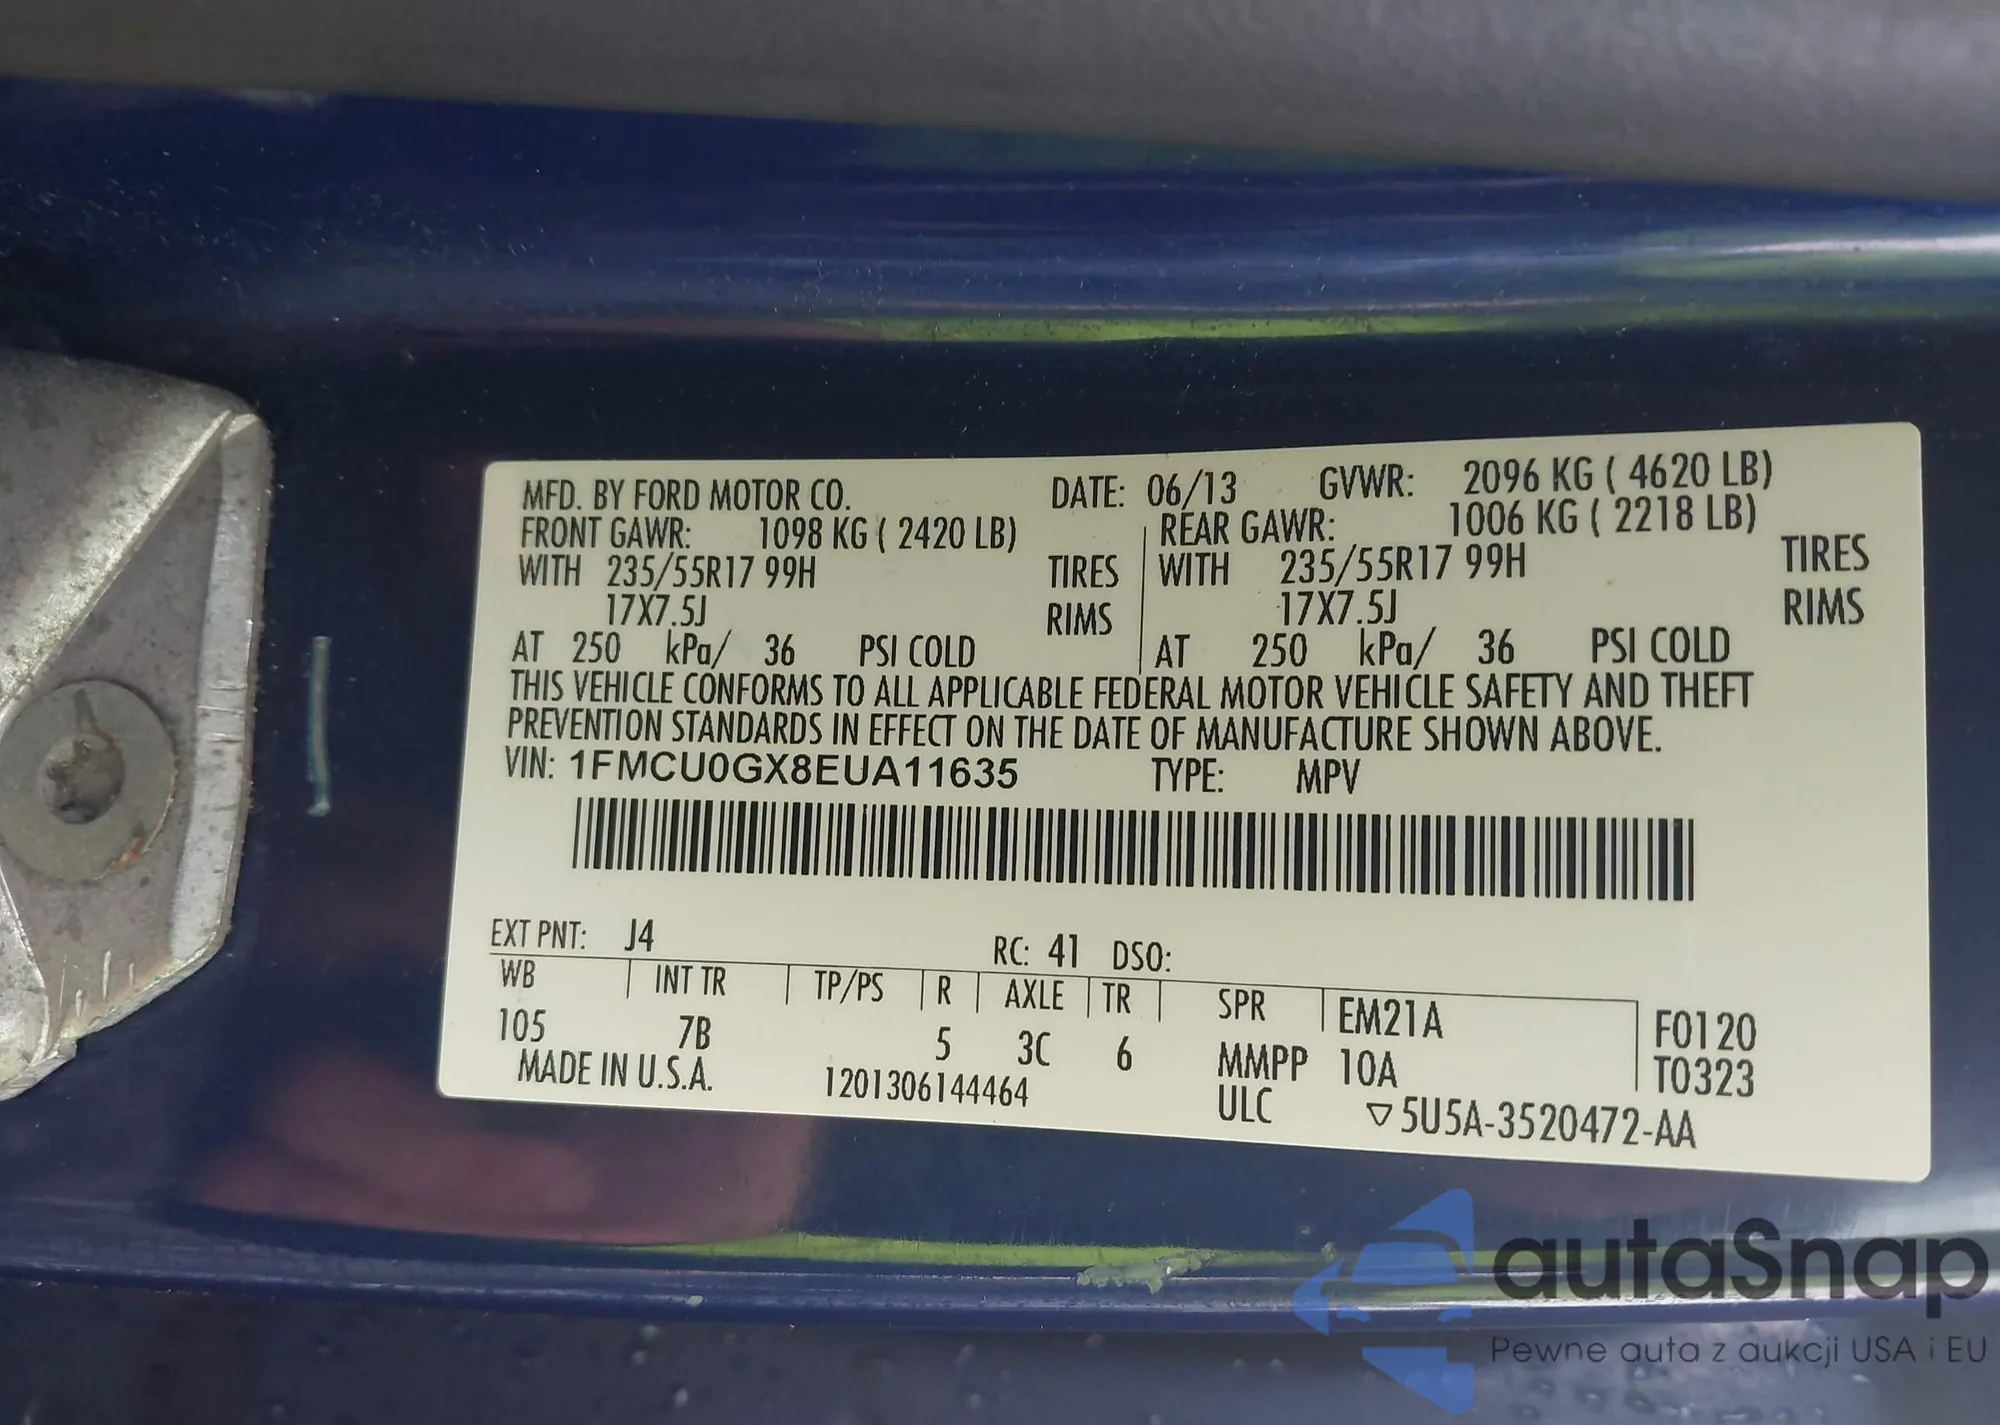 MFD. BY FORD MOTOR CO. DATE: 06/13 GVWR: 2096 KG ( 4620 LB)
FRONT GAWR: 1098 KG ( 2420 LB) REAR GAWR: 1006 KG ( 2218 LB)
WITH 235/55R17 99H TIRES WITH 235/55R17 99H TIRES
17X7.5J RIMS 17X7.5J RIMS
AT 250 kPa/ 36 PSI COLD AT 250 kPa/ 36 PSI COLD
THIS VEHICLE CONFORMS TO ALL APPLICABLE FEDERAL MOTOR VEHICLE SAFETY AND THEFT
PREVENTION STANDARDS IN EFFECT ON THE DATE OF MANUFACTURE SHOWN ABOVE.
VIN: 1FMCU0GX8EUA11635 TYPE: MPV
EXT PNT: J4 RC: 41 DSO:
WB INT TR TP/PS R AXLE TR SPR EM21A F0120
105 7B 5 3C 6 MMPP 10A T0323
MADE IN U.S.A. 1201306144464 ULC ▽5U5A-3520472-AA
autaSnap
Pewne auta z aukcji USA i EU